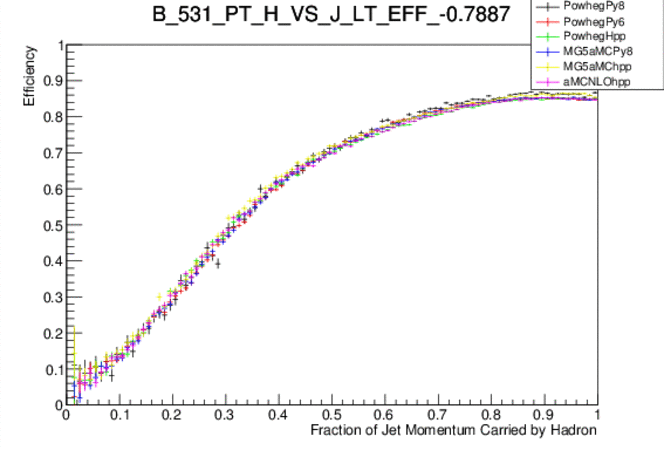 B_531_PT_H_VS_J_LT_EFF_-0.7887
PowhegPy8
PowhegPy6
PowhegHpp
MG5aMCPy8
MG5aMChpp
aMCNLOhpp
Efficiency
1
0.9
0.8
0.7
0.6
0.5
0.4
0.3
0.2
0.1
0
0 0.1 0.2 0.3 0.4 0.5 0.6 0.7 0.8 0.9 1
Fraction of Jet Momentum Carried by Hadron